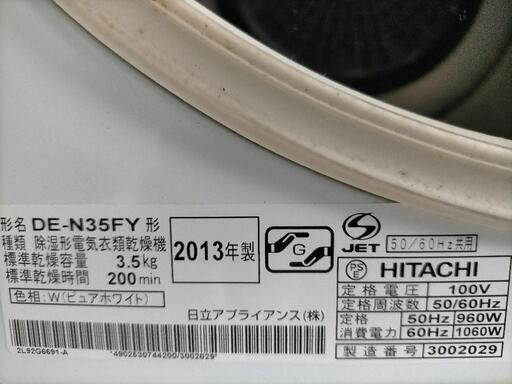 形名 DE-N35FY 形
種類 除湿形電気衣類乾燥機
標準乾燥容量 3.5kg
標準乾燥時間 200min
色相:W(ピュアホワイト)
2013年製
G
S
JET
50/60Hz共用
PS E
HITACHI
定格電圧 100V
定格周波数 50/60Hz
定格 50Hz 960W
消費電力 60Hz 1060W
日立アプライアンス(株)
製造番号 3002029
2L92G6691-A
*4902530744200/3002029*